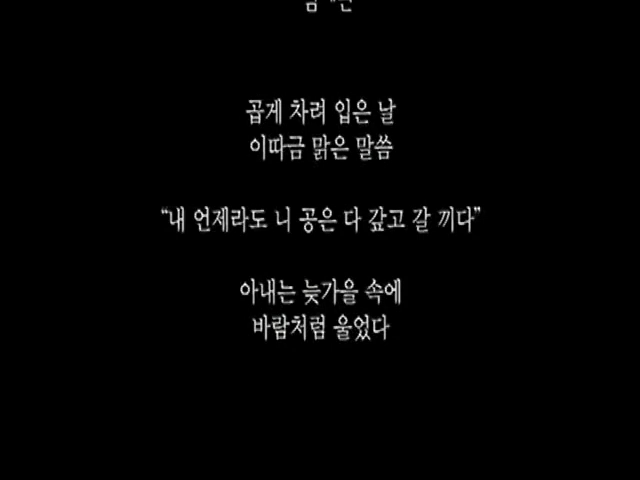 곱게 차려 입은 날
이따금 맑은 말씀
“내 언제라도 니 공은 다 갚고 갈 끼다”
아내는 늦가을 속에
바람처럼 울었다